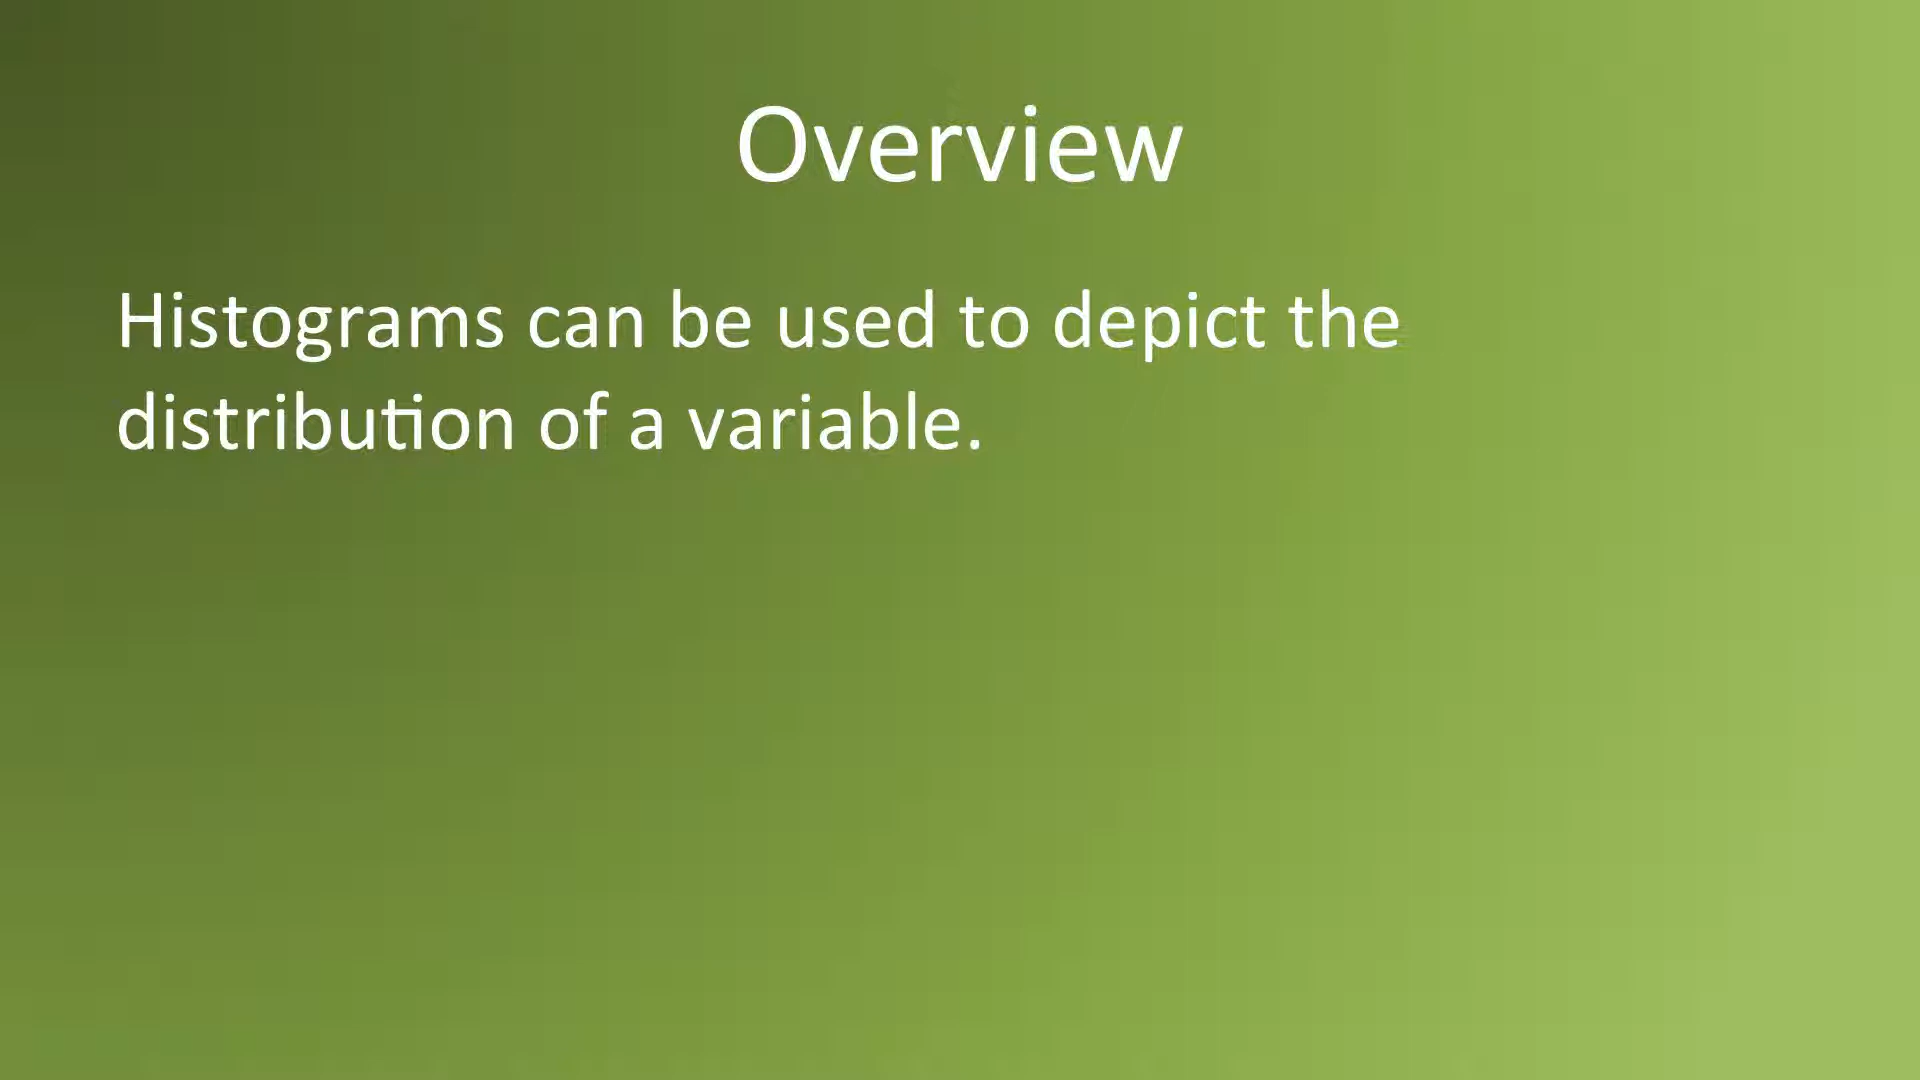 Overview
Histograms can be used to depict the
distribution of a variable.